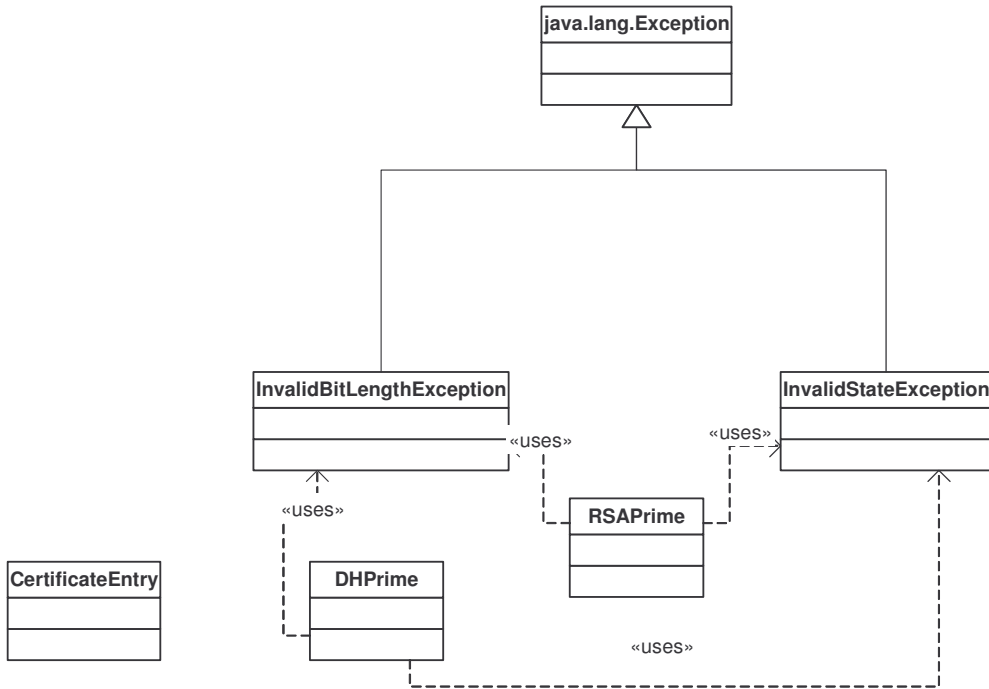 java.lang.Exception
InvalidBitLengthException
InvalidStateException
«uses»
«uses»
«uses»
RSAPrime
CertificateEntry
DHPrime
«uses»